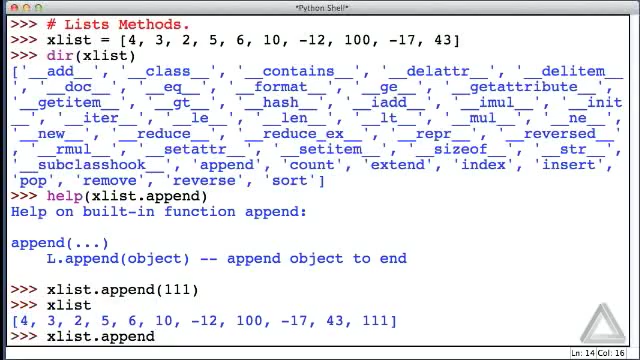 *Python Shell*
>>> # Lists Methods.
>>> xlist = [4, 3, 2, 5, 6, 10, -12, 100, -17, 43]
>>> dir(xlist)
['__add__', '__class__', '__contains__', '__delattr__', '__delitem__
', '__doc__', '__eq__', '__format__', '__ge__', '__getattribute__',
'__getitem__', '__gt__', '__hash__', '__iadd__', '__imul__', '__init
__', '__iter__', '__le__', '__len__', '__lt__', '__mul__', '__ne__',
'__new__', '__reduce__', '__reduce_ex__', '__repr__', '__reversed__'
, '__rmul__', '__setattr__', '__setitem__', '__sizeof__', '__str__',
'__subclasshook__', 'append', 'count', 'extend', 'index', 'insert',
'pop', 'remove', 'reverse', 'sort']
>>> help(xlist.append)
Help on built-in function append:
append(...)
L.append(object) -- append object to end
>>> xlist.append(111)
>>> xlist
[4, 3, 2, 5, 6, 10, -12, 100, -17, 43, 111]
>>> xlist.append
Ln: 14 Col: 16